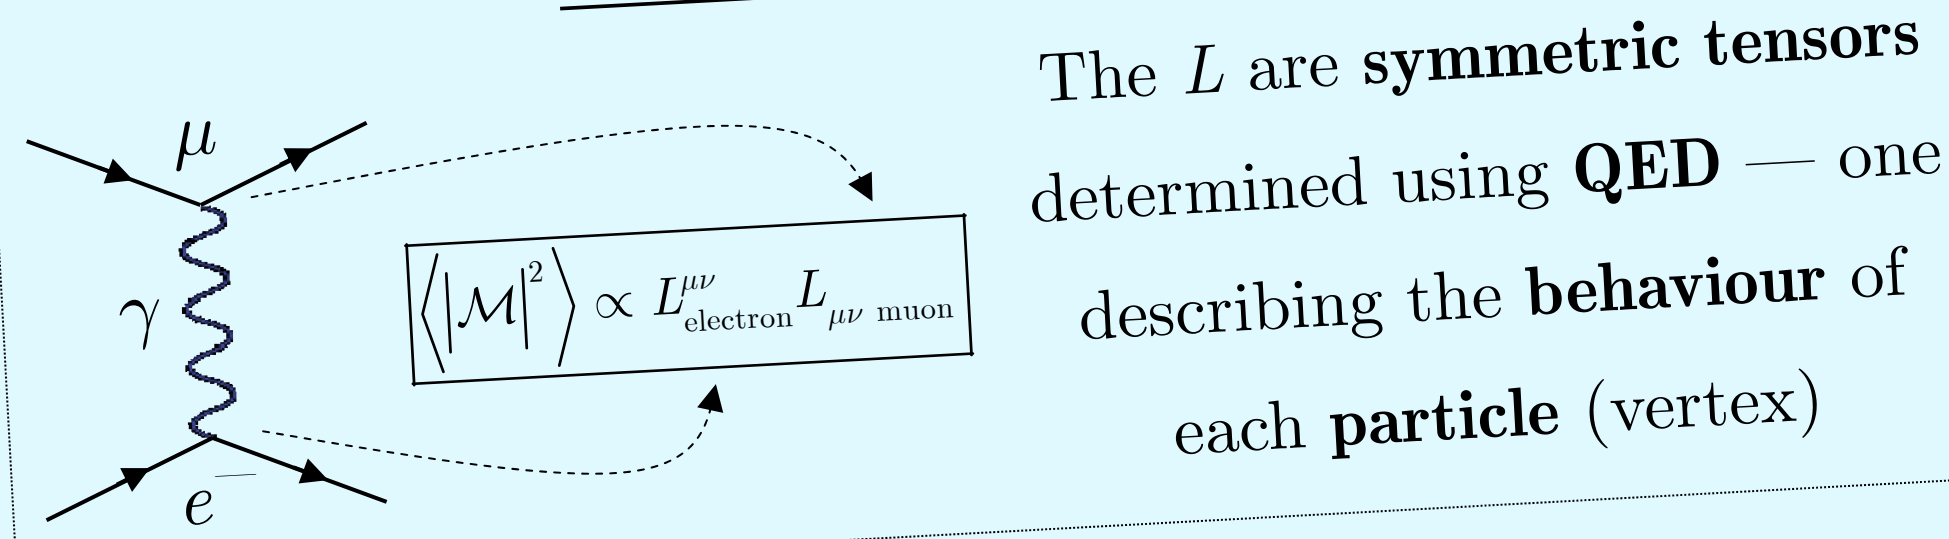 The L are symmetric tensors
determined using QED — one
describing the behaviour of
each particle (vertex)
μ
γ
e⁻
⟨|ℳ|²⟩ ∝ L^{μν}_{electron} L_{μν muon}